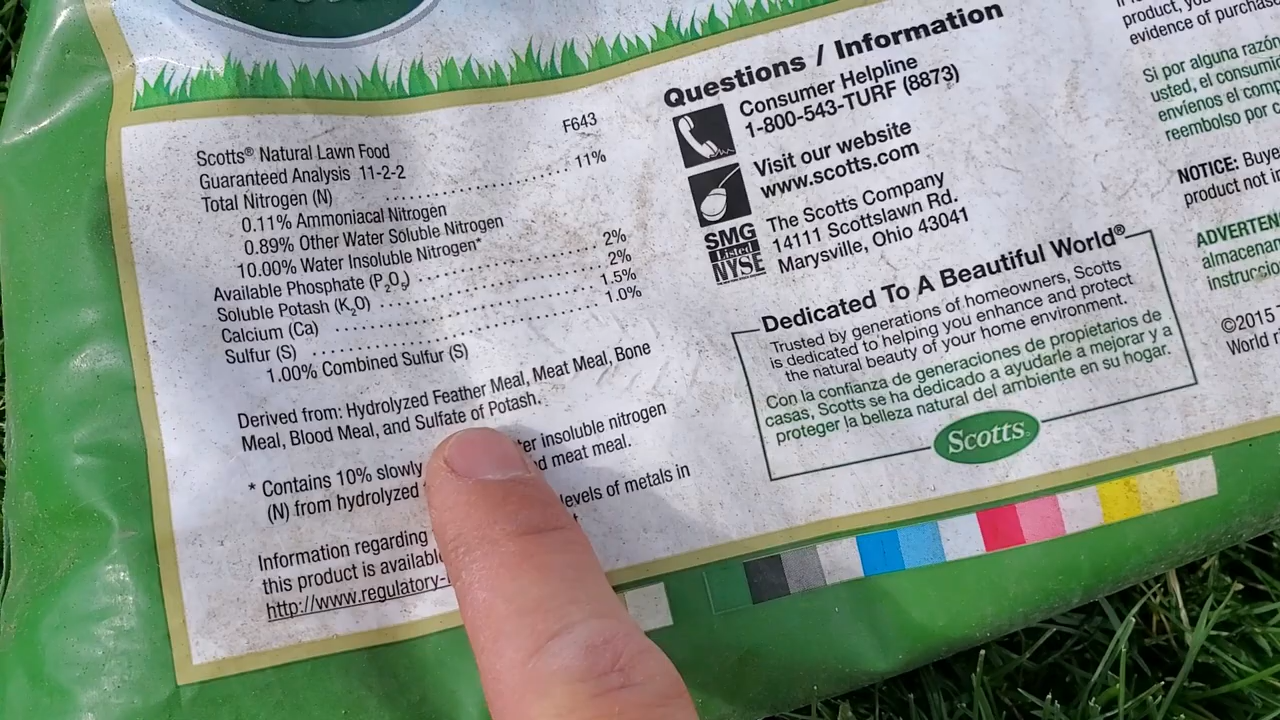 F643
Scotts® Natural Lawn Food
Guaranteed Analysis 11-2-2
Total Nitrogen (N) .................... 11%
0.11% Ammoniacal Nitrogen
0.89% Other Water Soluble Nitrogen
10.00% Water Insoluble Nitrogen*
Available Phosphate (P2O5) .................... 2%
Soluble Potash (K2O) .................... 2%
Calcium (Ca) .................... 1.5%
Sulfur (S) .................... 1.0%
1.00% Combined Sulfur (S)
Derived from: Hydrolyzed Feather Meal, Meat Meal, Bone
Meal, Blood Meal, and Sulfate of Potash.
* Contains 10% slowly insoluble nitrogen
(N) from hydrolyzed meat meal.
Information regarding levels of metals in
this product is available
http://www.regulatory-
Questions / Information
Consumer Helpline
1-800-543-TURF (8873)
Visit our website
www.scotts.com
SMG
Listed
NYSE
The Scotts Company
14111 Scottslawn Rd.
Marysville, Ohio 43041
Dedicated To A Beautiful World®
Trusted by generations of homeowners, Scotts
is dedicated to helping you enhance and protect
the natural beauty of your home environment.
Con la confianza de generaciones de propietarios de
casas, Scotts se ha dedicado a ayudarle a mejorar y a
proteger la belleza natural del ambiente en su hogar.
Scotts
product, you
evidence of purchase
Si por alguna razón
usted, el consumi
envíenos el com
reembolso por
NOTICE: Buye
product not in
ADVERTEN
almacena
instruccio
©2015
World r